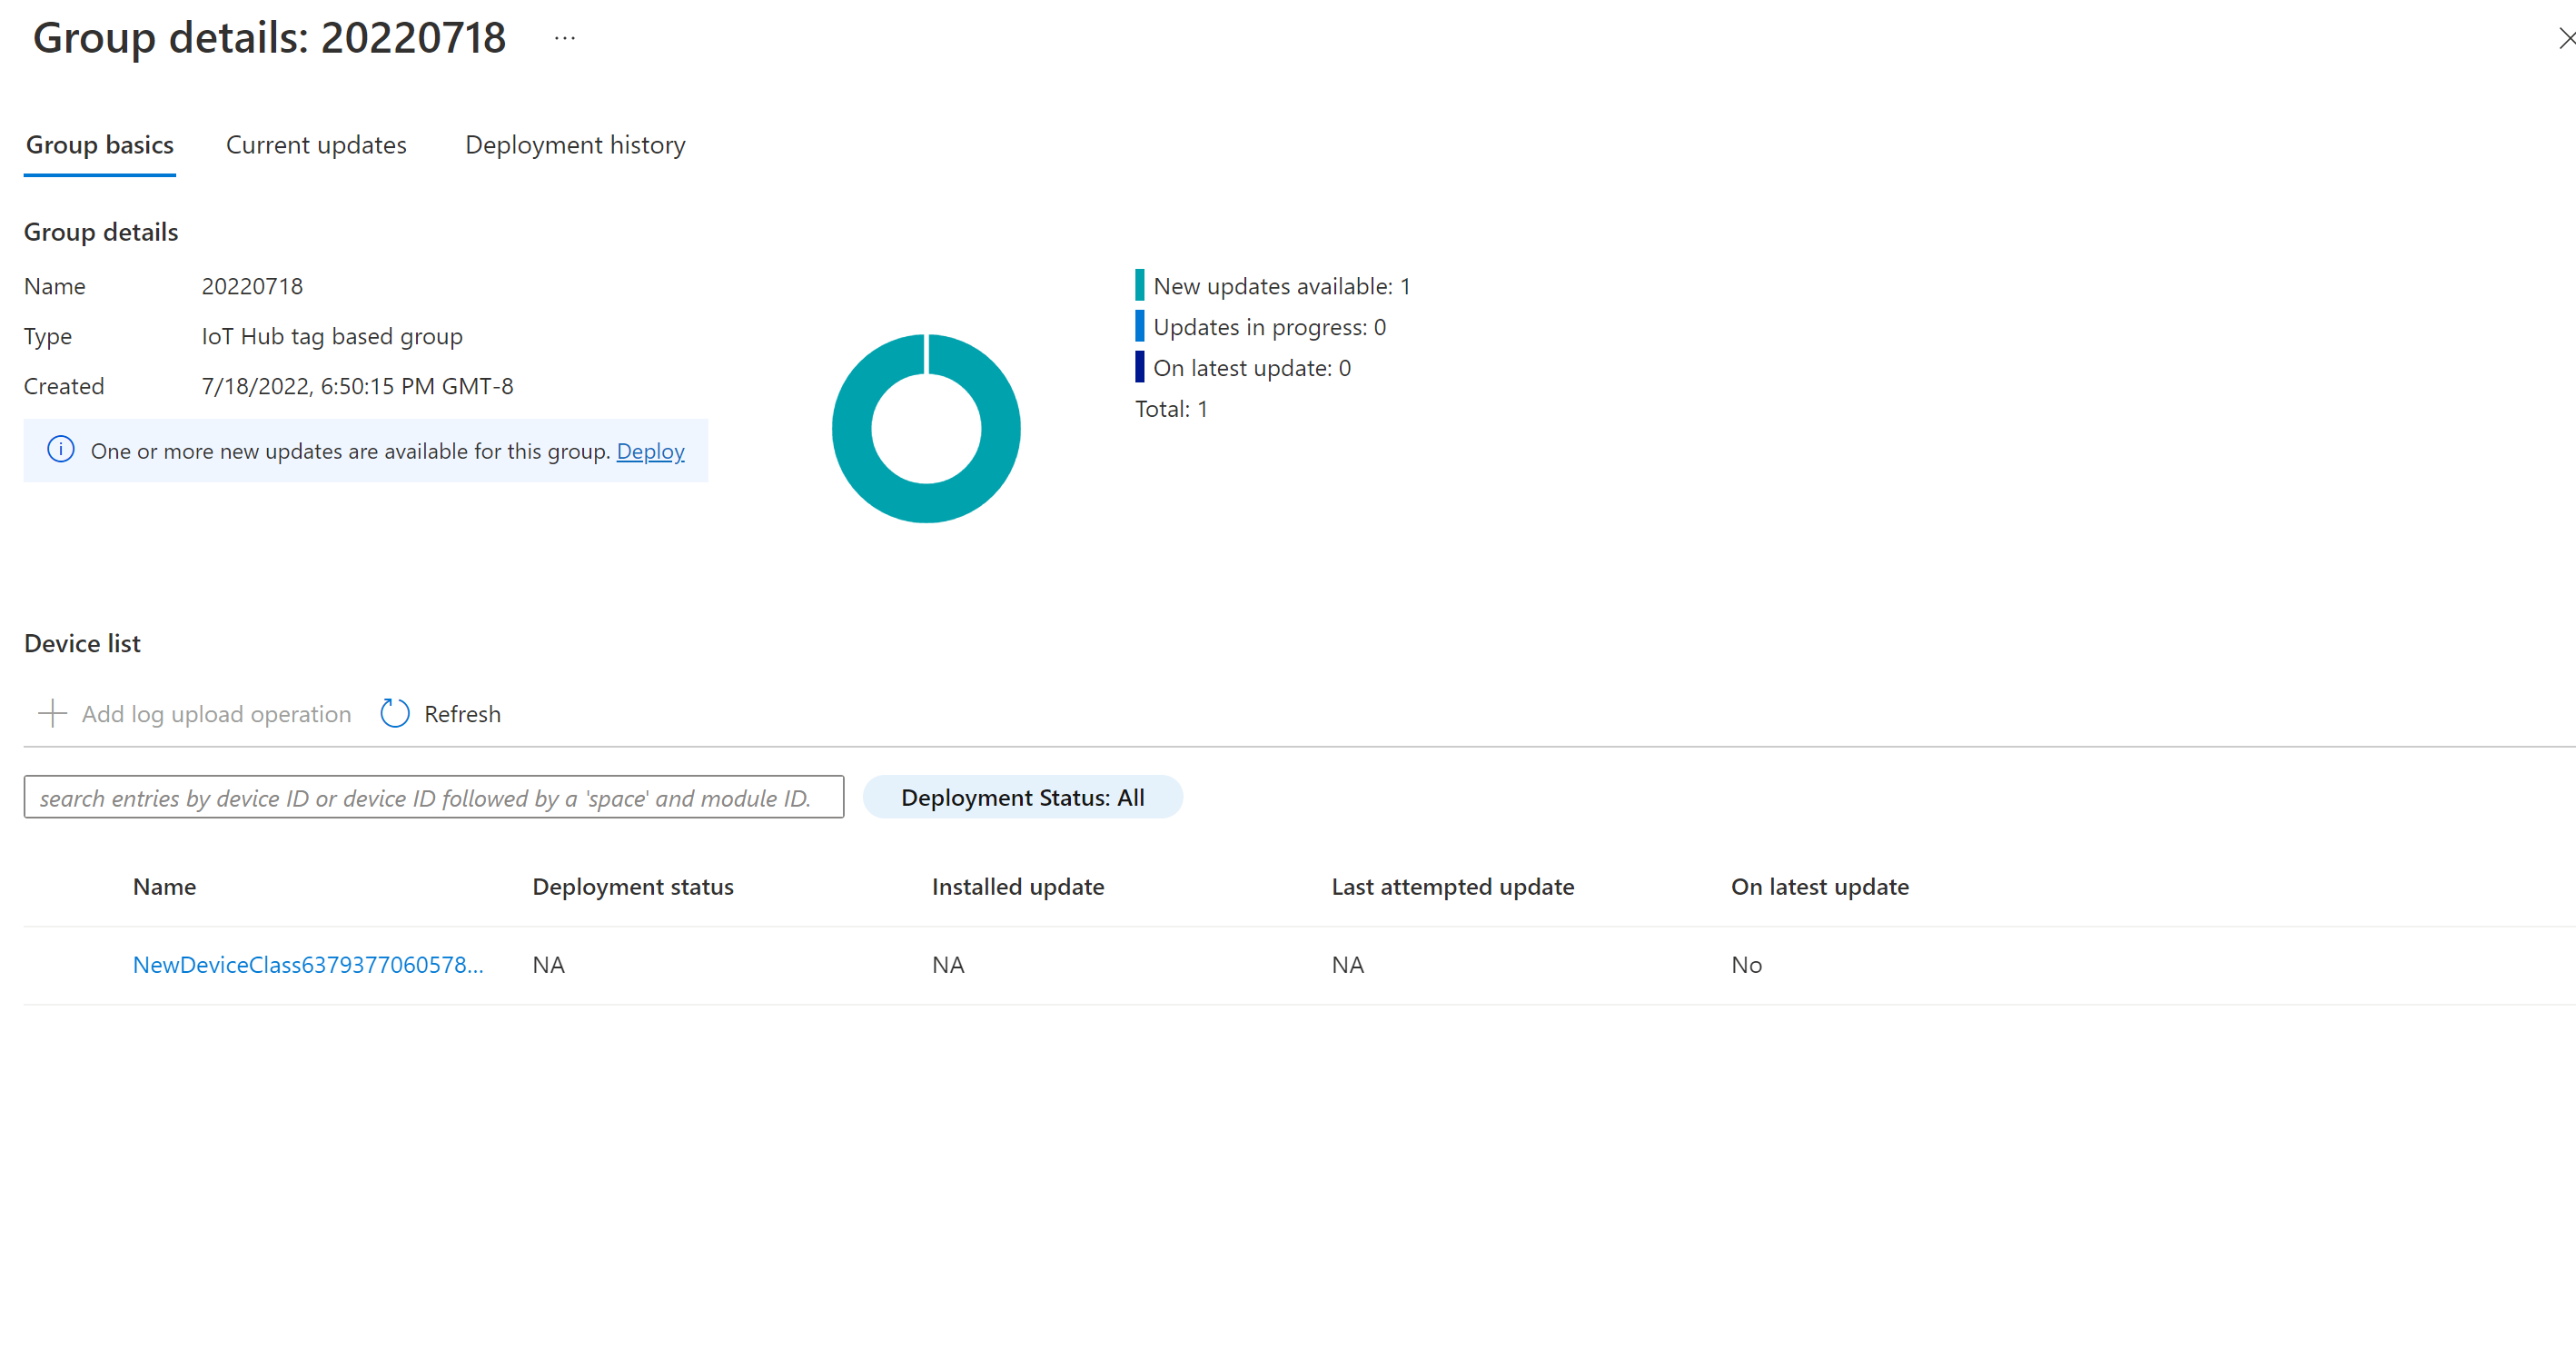 Group details: 20220718 ...
Group basics Current updates Deployment history
Group details
Name 20220718
Type IoT Hub tag based group
Created 7/18/2022, 6:50:15 PM GMT-8
One or more new updates are available for this group. Deploy
New updates available: 1
Updates in progress: 0
On latest update: 0
Total: 1
Device list
Add log upload operation Refresh
search entries by device ID or device ID followed by a 'space' and module ID.
Deployment Status: All
Name Deployment status Installed update Last attempted update On latest update
NewDeviceClass6379377060578... NA NA NA No